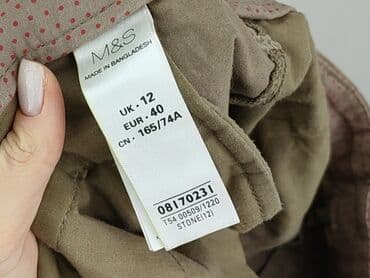 M&S
MADE IN BANGLADESH
UK · 12
EUR · 40
CN · 165/74A
08170231
T54 00509/1220
STONE(12)